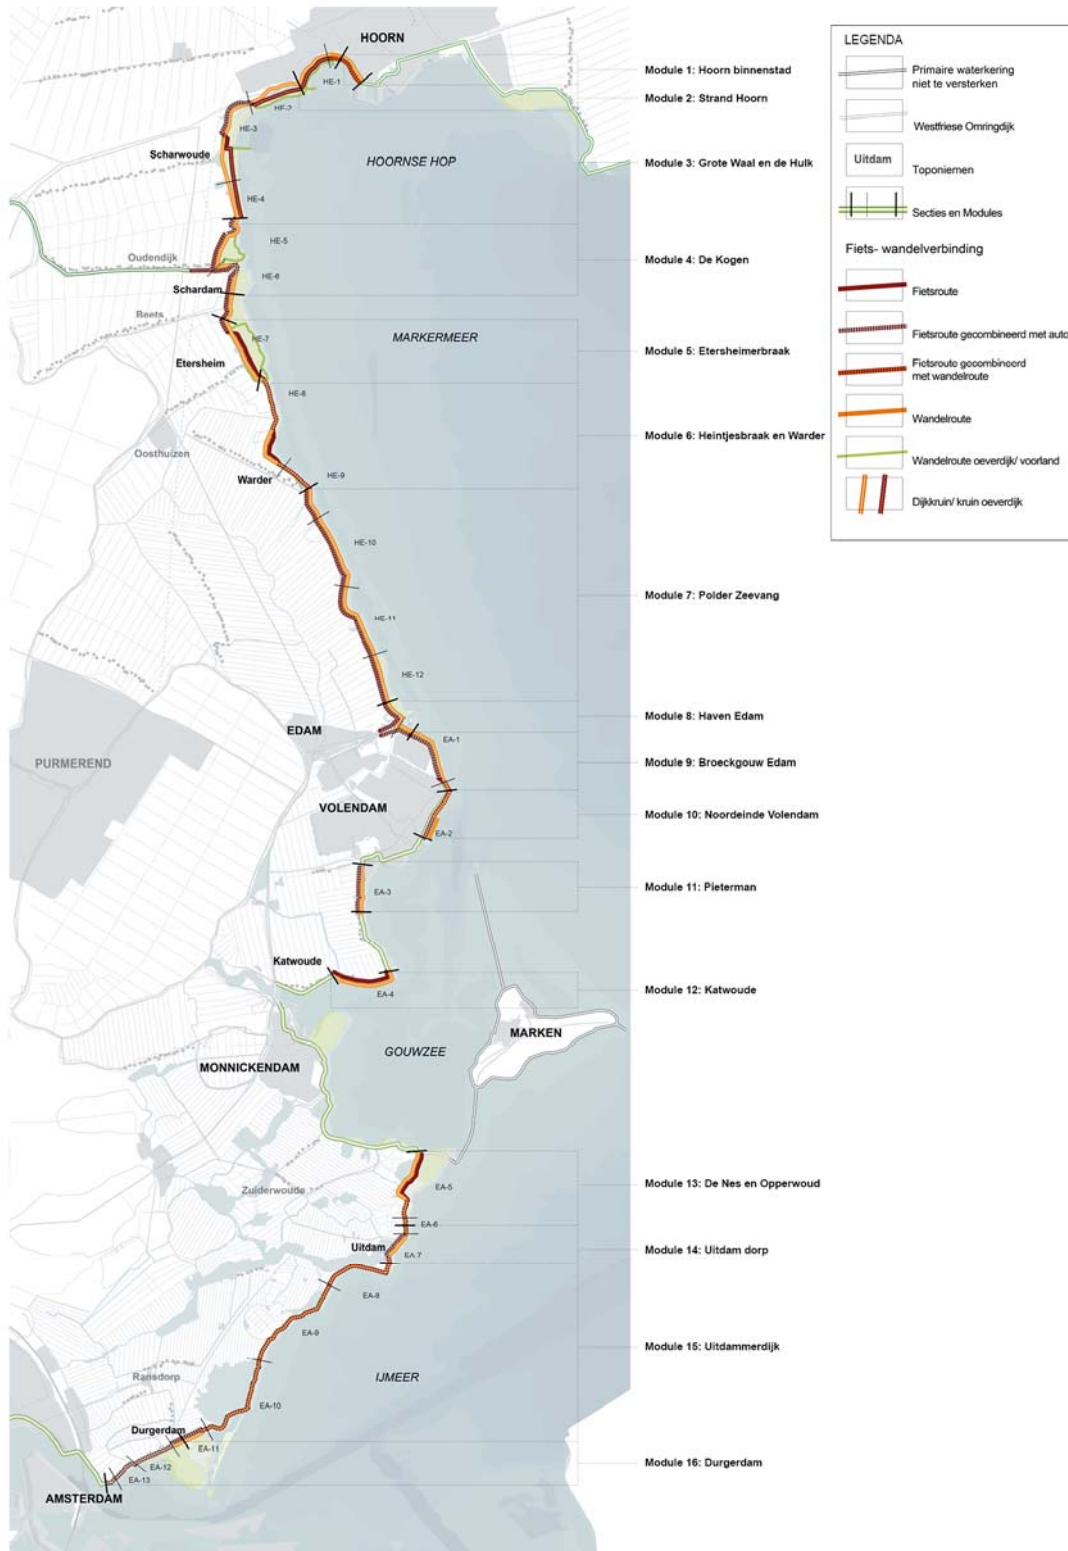 HOORN
HE-1
HE-2
HE-3
Scharwoude
HOORNSE HOP
HE-4
HE-5
Oudendijk
HE-6
Schardam
Beets
MARKERMEER
HE-7
Etersheim
HE-8
Oosthuizen
Warder
HE-9
HE-10
HE-11
HE-12
EDAM
EA-1
PURMEREND
VOLENDAM
EA-2
EA-3
Katwoude
EA-4
MARKEN
GOUWZEE
MONNICKENDAM
Zuiderwoude
EA-5
EA-6
Uitdam
EA-7
EA-8
EA-9
Ransdorp
IJMEER
EA-10
Durgerdam
EA-11
EA-12
EA-13
AMSTERDAM
Module 1: Hoorn binnenstad
Module 2: Strand Hoorn
Module 3: Grote Waal en de Hulk
Module 4: De Kogen
Module 5: Etersheimerbraak
Module 6: Heintjesbraak en Warder
Module 7: Polder Zeevang
Module 8: Haven Edam
Module 9: Broeckgouw Edam
Module 10: Noordeinde Volendam
Module 11: Pieterman
Module 12: Katwoude
Module 13: De Nes en Opperwoud
Module 14: Uitdam dorp
Module 15: Uitdammerdijk
Module 16: Durgerdam
LEGENDA
Primaire waterkering
niet te versterken
Westfriese Omringdijk
Uitdam
Toponiemen
Secties en Modules
Fiets- wandelverbinding
Fietsroute
Fietsroute gecombineerd met auto
Fietsroute gecombineerd
met wandelroute
Wandelroute
Wandelroute oeverdijk/ voorland
Dijkkruin/ kruin oeverdijk